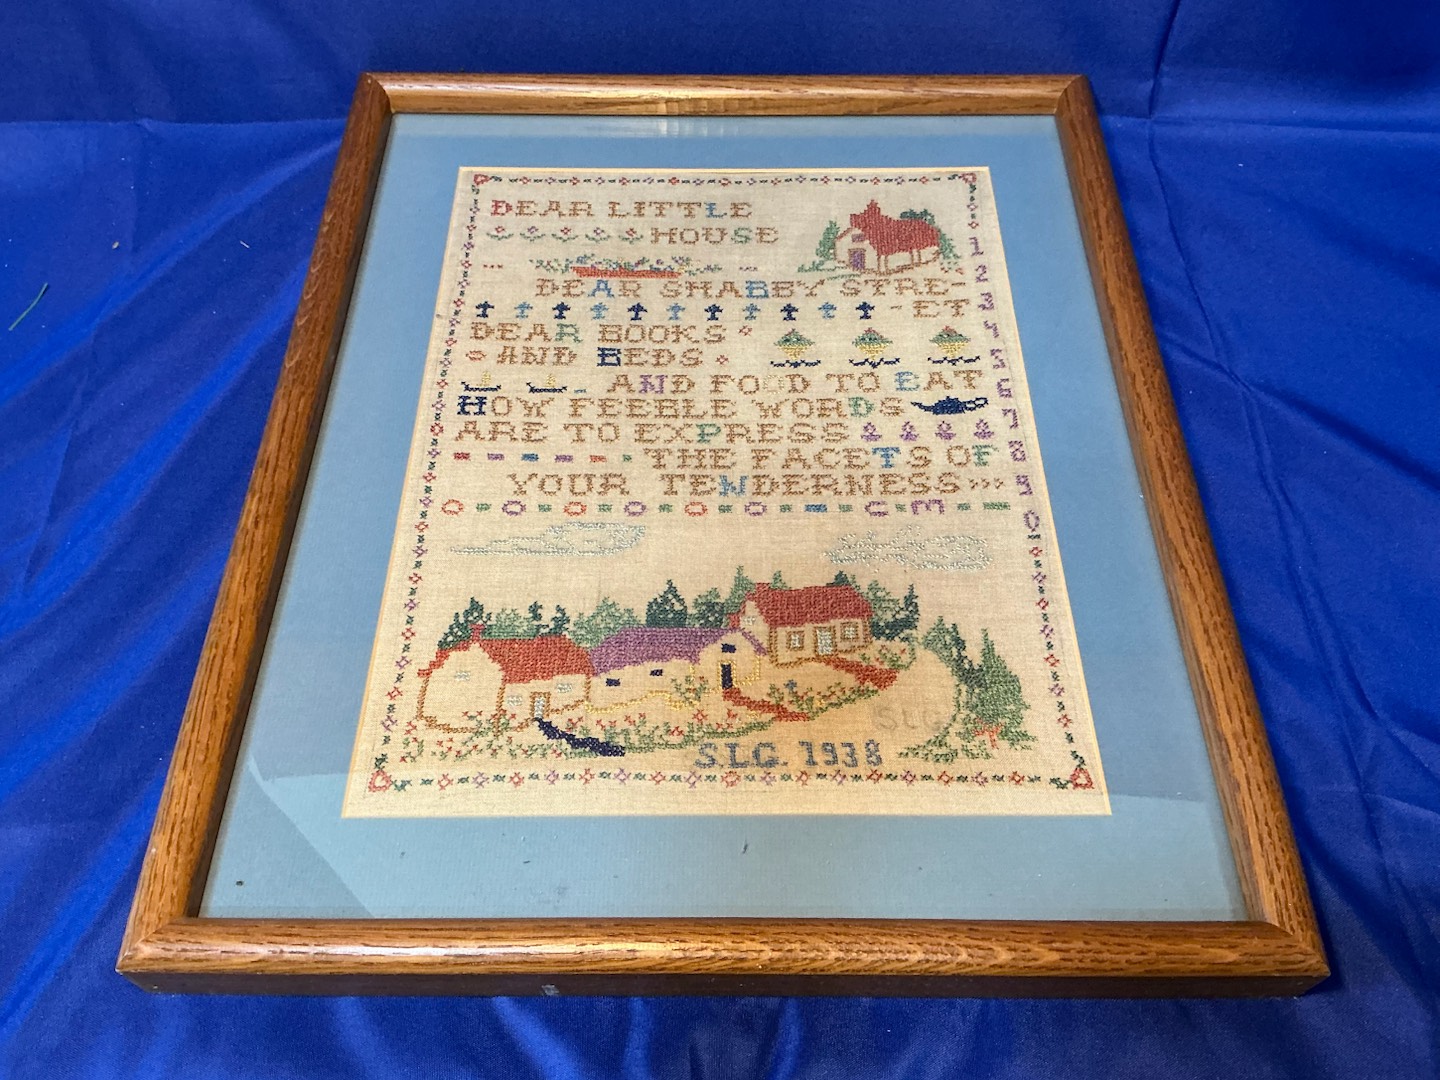 DEAR LITTLE
HOUSE
DEAR SHABBY STRE-
-ET
DEAR BOOKS
AND BEDS
AND FOOD TO EAT
HOW FEEBLE WORDS
ARE TO EXPRESS
THE FACETS OF
YOUR TENDERNESS
1
2
3
4
5
6
7
8
9
0
SLG
S.L.G. 1938